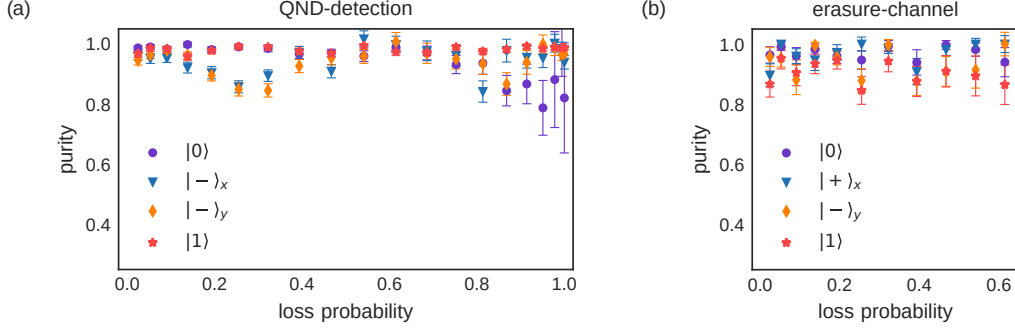 (a)
QND-detection
purity
1.0
0.8
0.6
0.4
|0⟩
|−⟩x
|−⟩y
|1⟩
0.0 0.2 0.4 0.6 0.8 1.0
loss probability
(b)
erasure-channel
purity
1.0
0.8
0.6
0.4
|0⟩
|+⟩x
|−⟩y
|1⟩
0.0 0.2 0.4 0.6
loss probability